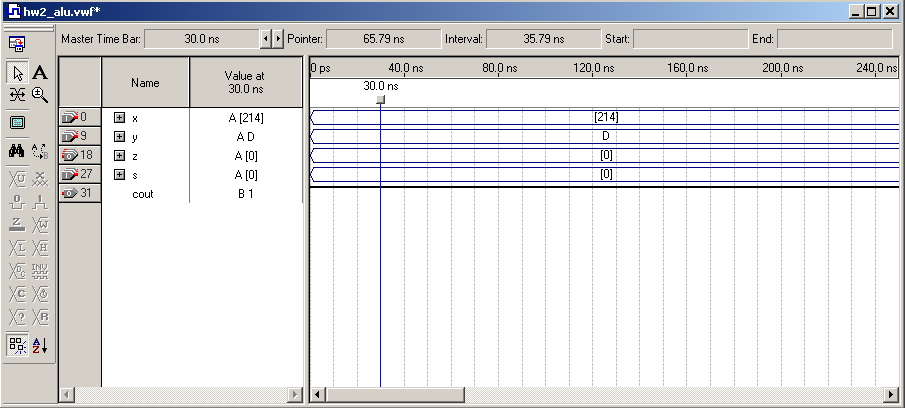 hw2_alu.vwf*
Master Time Bar: 30.0 ns Pointer: 65.79 ns Interval: 35.79 ns Start: End:
Name Value at 30.0 ns
0 ps 40.0 ns 80.0 ns 120.0 ns 160.0 ns 200.0 ns 240.0 ns
30.0 ns
0 x A [214] [214]
9 y A D D
18 z A [0] [0]
27 s A [0] [0]
31 cout B 1